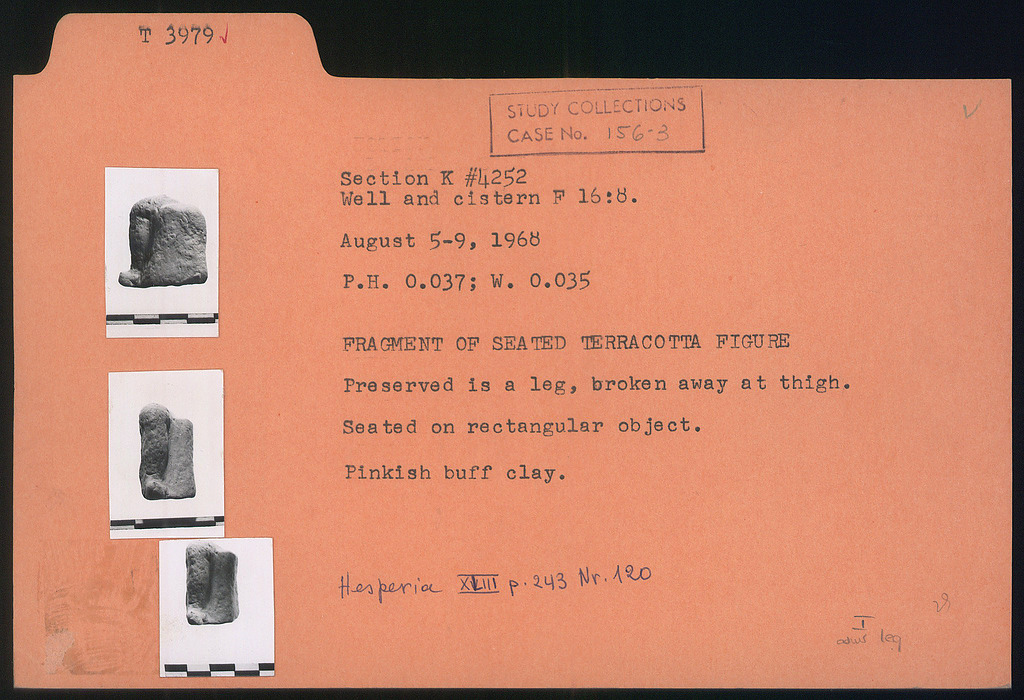 T 3979
STUDY COLLECTIONS
CASE No. 156-3
Section K #4252
Well and cistern F 16:8.
August 5-9, 1968
P.H. 0.037; W. 0.035
FRAGMENT OF SEATED TERRACOTTA FIGURE
Preserved is a leg, broken away at thigh.
Seated on rectangular object.
Pinkish buff clay.
Hesperia XLIII p. 243 Nr. 120
I
leg